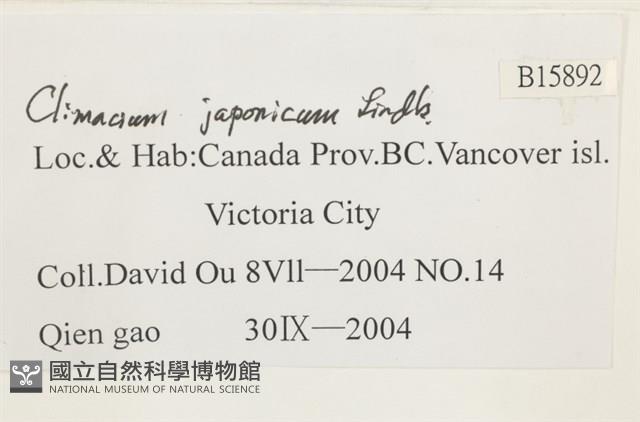 B15892
Climacium japonicum Lindb.
Loc.& Hab:Canada Prov.BC.Vancover isl.
Victoria City
Coll.David Ou 8Vll—2004 NO.14
Qien gao 30IX—2004
國立自然科學博物館
NATIONAL MUSEUM OF NATURAL SCIENCE